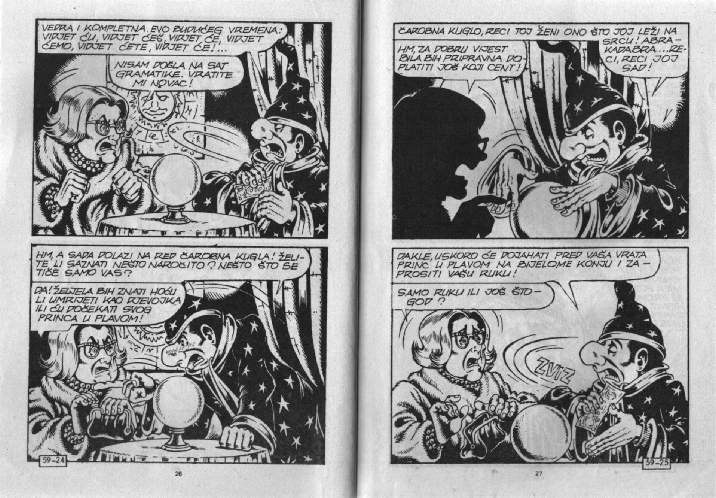 VEDRA I KOMPLETNA EVO BUDUĆEG VREMENA:
VIDJET ĆU, VIDJET ĆEŠ, VIDJET ĆE, VIDJET
ĆEMO, VIDJET ĆETE, VIDJET ĆE!...
NISAM DOŠLA NA SAT
GRAMATIKE. VRATITE
MI NOVAC!
HM, A SADA DOLAZI NA RED ČAROBNA KUGLA! ŽELI-
TE LI SAZNATI NEŠTO NAROČITO? NEŠTO ŠTO SE
TIČE SAMO VAS?
DA! ŽELJELA BIH ZNATI HOĆU
LI UMRIJETI KAO DJEVOJKA
ILI ĆU DOČEKATI SVOG
PRINCA U PLAVOM!
59-24
26
ČAROBNA KUGLO, RECI TOJ ŽENI ONO ŠTO JOJ LEŽI NA
SRCU! ABRA-
KADABRA...RE-
CI, RECI JOJ
SAD!
HM, ZA DOBRU VIJEST
BILA BIH PRIPRAVNA DO-
PLATITI JOŠ KOJI CENT!
DAKLE, USKORO ĆE DOJAHATI PRED VAŠA VRATA
PRINC U PLAVOM NA BIJELOME KONJU I ZA-
PROSITI VAŠU RUKU!
SAMO RUKU ILI JOŠ ŠTO-
GOD?
ZVIZ
59-25
27